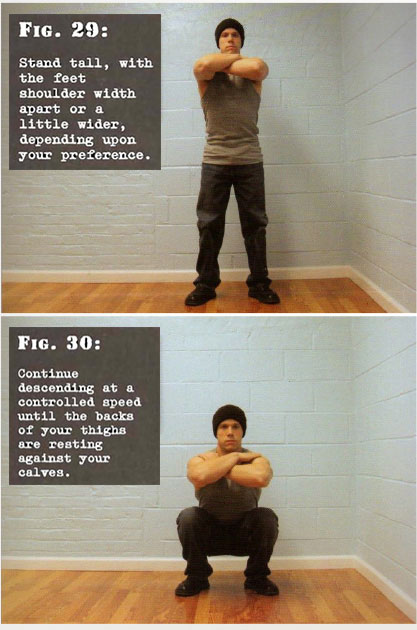 FIG. 29:
Stand tall, with
the feet
shoulder width
apart or a
little wider,
depending upon
your preference.
FIG. 30:
Continue
descending at a
controlled speed
until the backs
of your thighs
are resting
against your
calves.